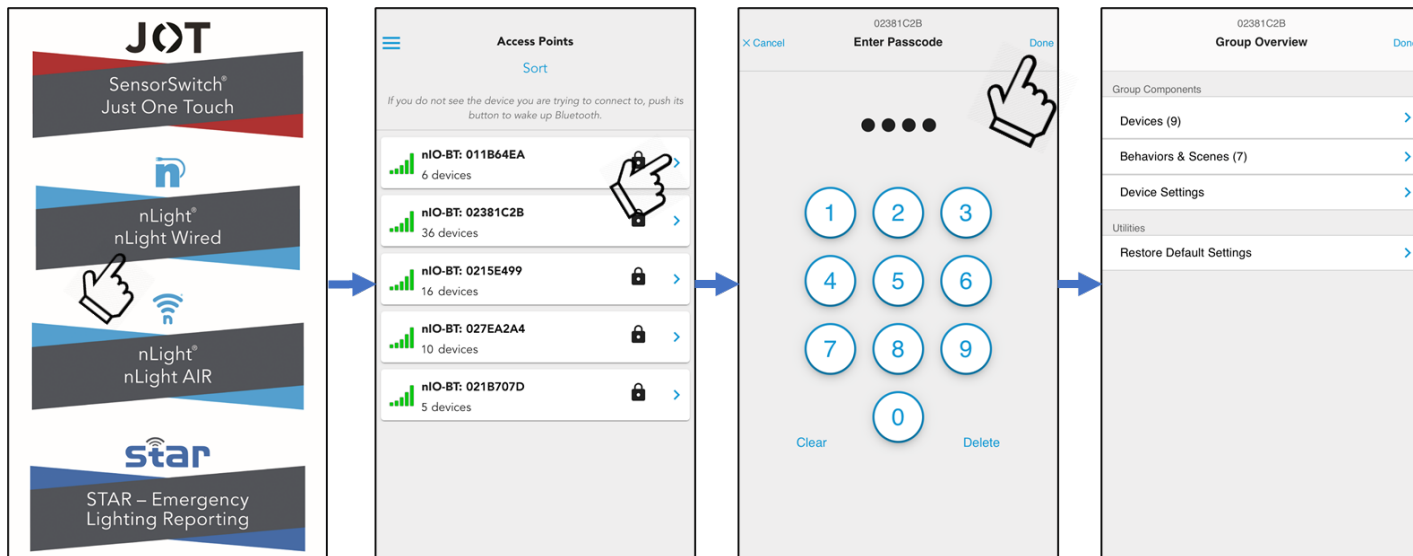 JOT
SensorSwitch®
Just One Touch
n
nLight®
nLight Wired
n
nLight®
nLight AIR
star
STAR – Emergency
Lighting Reporting
Access Points
Sort
If you do not see the device you are trying to connect to, push its
button to wake up Bluetooth.
nIO-BT: 011B64EA
6 devices
nIO-BT: 02381C2B
36 devices
nIO-BT: 0215E499
16 devices
nIO-BT: 027EA2A4
10 devices
nIO-BT: 021B707D
5 devices
02381C2B
× Cancel Enter Passcode Done
1 2 3
4 5 6
7 8 9
0
Clear Delete
02381C2B
Group Overview Done
Group Components
Devices (9)
Behaviors & Scenes (7)
Device Settings
Utilities
Restore Default Settings